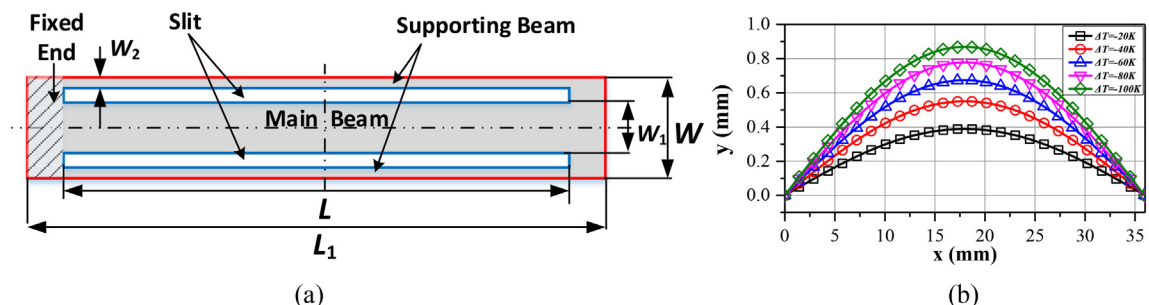 (a)
Fixed
End
W₂
Slit
Supporting Beam
Main Beam
W₁
W
L
L₁
(a)
1.0
0.8
0.6
0.4
0.2
0.0
y (mm)
0 5 10 15 20 25 30 35
x (mm)
ΔT=-20K
ΔT=-40K
ΔT=-60K
ΔT=-80K
ΔT=-100K
(b)